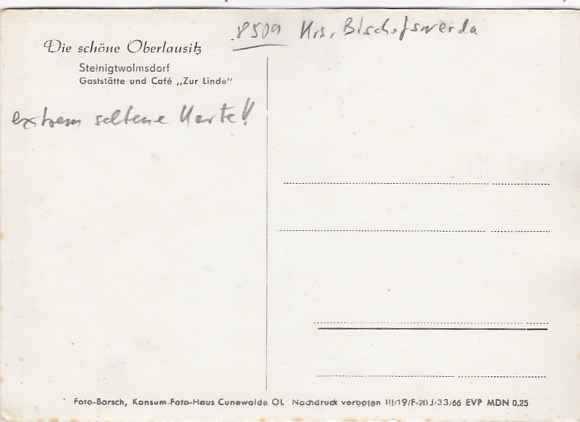 8509 Krs. Bischofswerda
Die schöne Oberlausitz
Steinigtwolmsdorf
Gaststätte und Café „Zur Linde"
extrem seltene Karte!!
Foto-Borsch, Konsum-Foto-Haus Cunewalde OL Nachdruck verboten III/19/F-20 J/33/66 EVP MDN 0.25